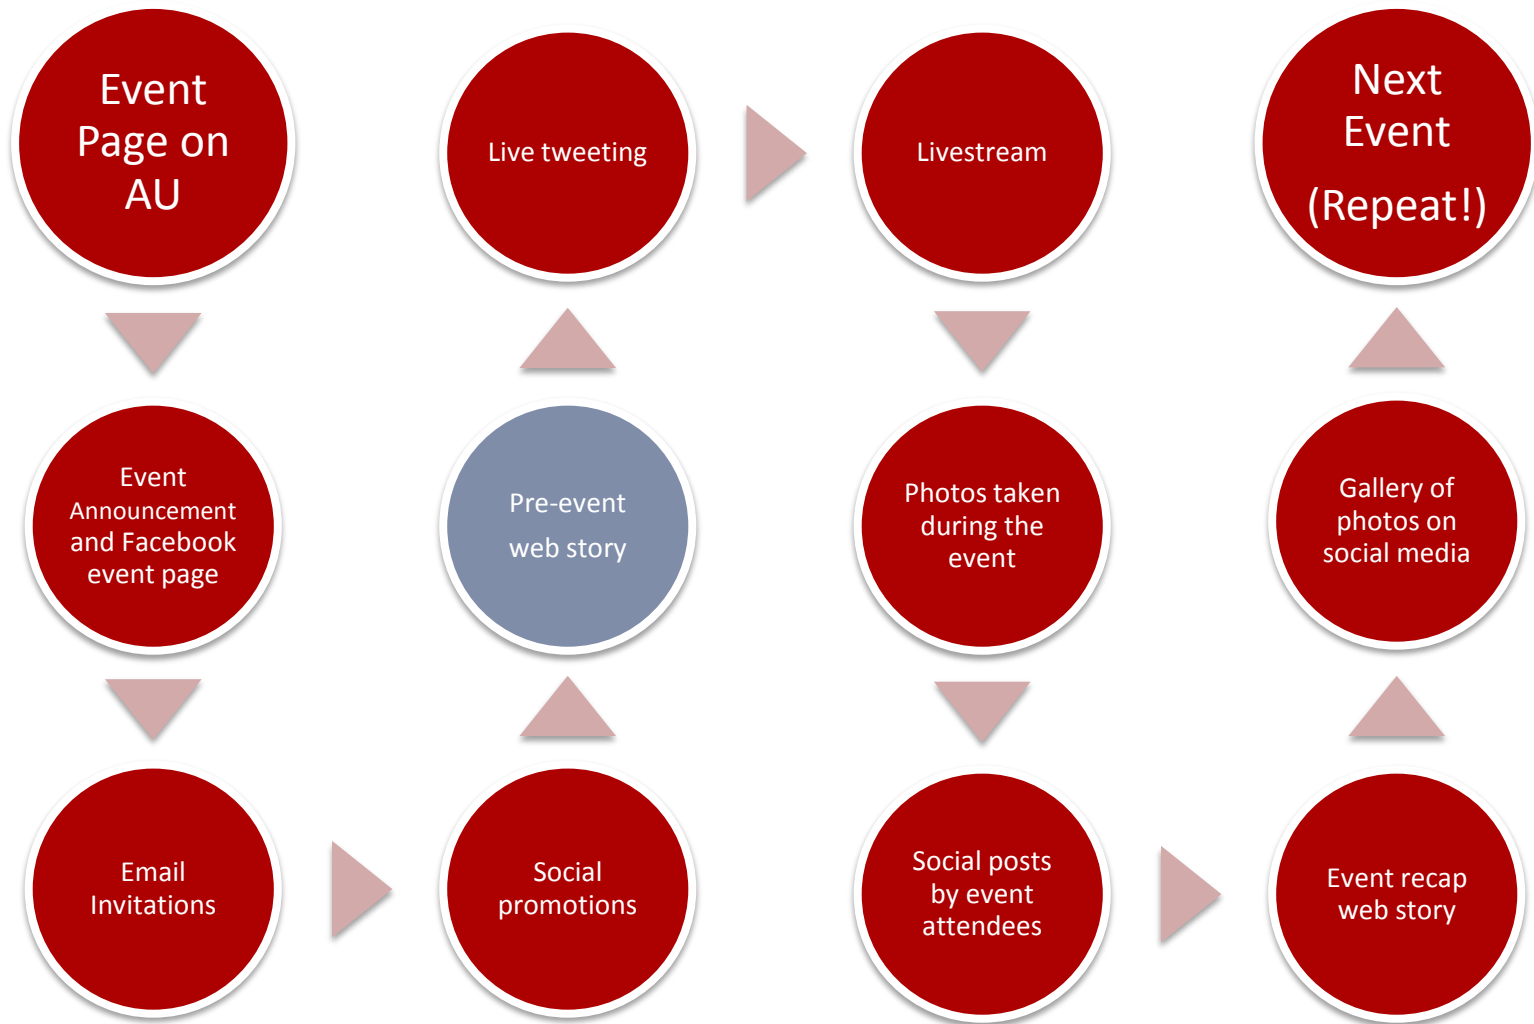 Event
Page on
AU
Event
Announcement
and Facebook
event page
Email
Invitations
Social
promotions
Pre-event
web story
Live tweeting
Livestream
Photos taken
during the
event
Social posts
by event
attendees
Event recap
web story
Gallery of
photos on
social media
Next
Event
(Repeat!)